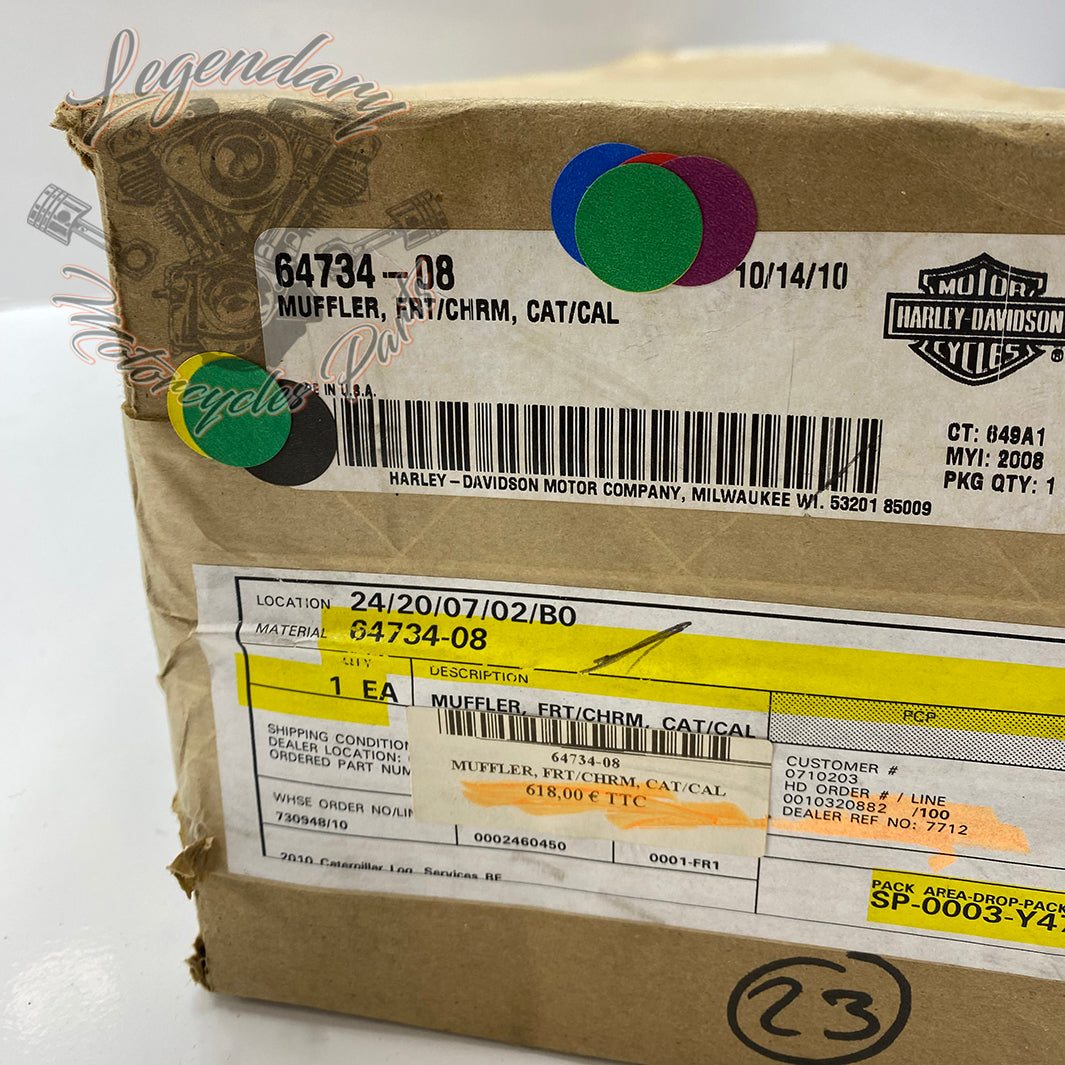 Legendary
Motorcycles Parts
64734-08
10/14/10
MUFFLER, FRT/CHRM, CAT/CAL
MOTOR
HARLEY-DAVIDSON
CYCLES
®
IN U.S.A.
CT: 649A1
MYI: 2008
PKG QTY: 1
HARLEY-DAVIDSON MOTOR COMPANY, MILWAUKEE WI. 53201 85009
LOCATION 24/20/07/02/B0
MATERIAL 64734-08
QTY
1 EA
DESCRIPTION
MUFFLER, FRT/CHRM, CAT/CAL
PCP
SHIPPING CONDITION
DEALER LOCATION:
ORDERED PART NUM
64734-08
MUFFLER, FRT/CHRM, CAT/CAL
618,00 € TTC
CUSTOMER #
0710203
HD ORDER # / LINE
0010320882 /100
DEALER REF NO: 7712
WHSE ORDER NO/LIN
730948/10
0002460450
0001-FR1
2010 Caterpillar Log. Services BE
PACK AREA-DROP-PACK
SP-0003-Y47
23